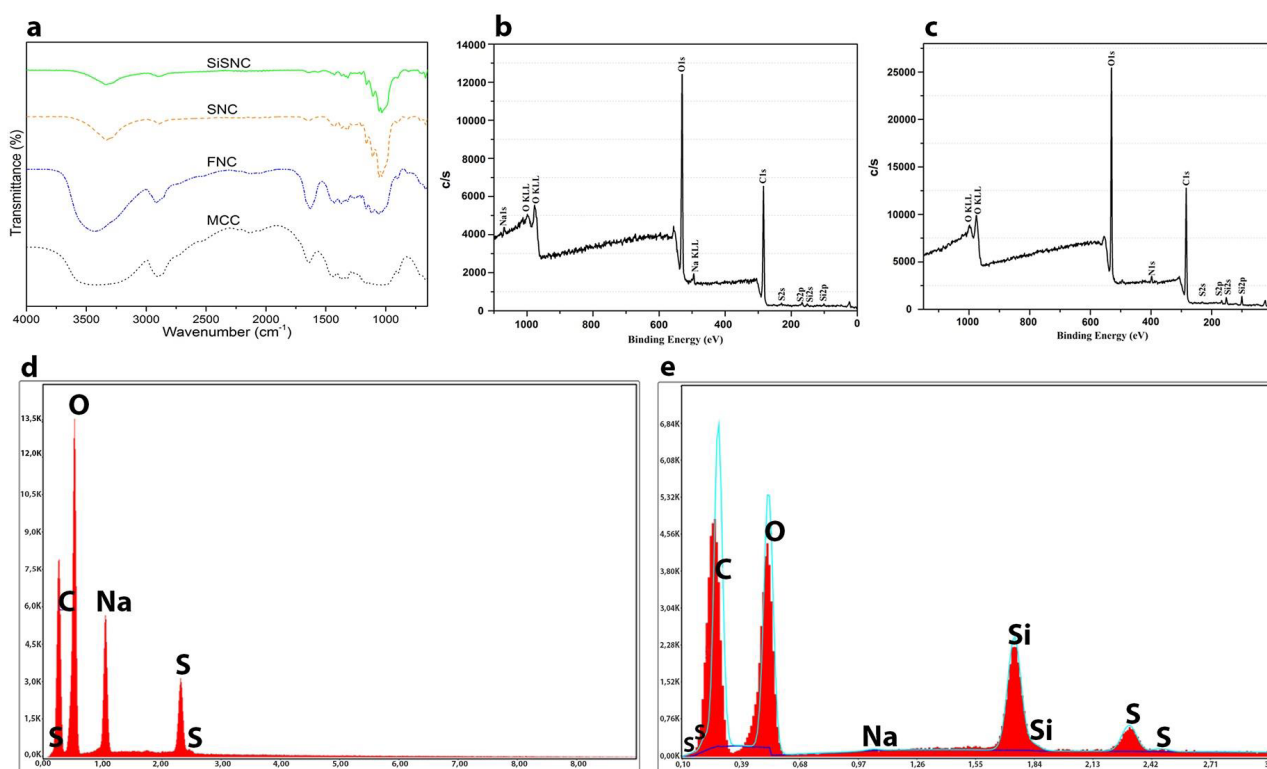 a
SiSNC
SNC
FNC
MCC
Transmittance (%)
4000 3500 3000 2500 2000 1500 1000
Wavenumber (cm-1)
b
14000
12000
10000
8000
6000
4000
2000
0
c/s
Na1s
O KLL
O KLL
O1s
Na KLL
C1s
S2s
S2p
Si2s
Si2p
1000 800 600 400 200 0
Binding Energy (eV)
c
25000
20000
15000
10000
5000
0
c/s
O KLL
O KLL
O1s
N1s
C1s
S2s
S2p
Si2s
Si2p
1000 800 600 400 200
Binding Energy (eV)
d
13,5K
12,0K
10,5K
9,0K
7,5K
6,0K
4,5K
3,0K
1,5K
0,0K
O
C
Na
S
S
S
0,00 1,00 2,00 3,00 4,00 5,00 6,00 7,00 8,00
e
6,84K
6,08K
5,32K
4,56K
3,80K
3,04K
2,28K
1,52K
0,76K
0,00K
C
O
S
S
Na
Si
Si
S
S
0,10 0,39 0,68 0,97 1,26 1,55 1,84 2,13 2,42 2,71